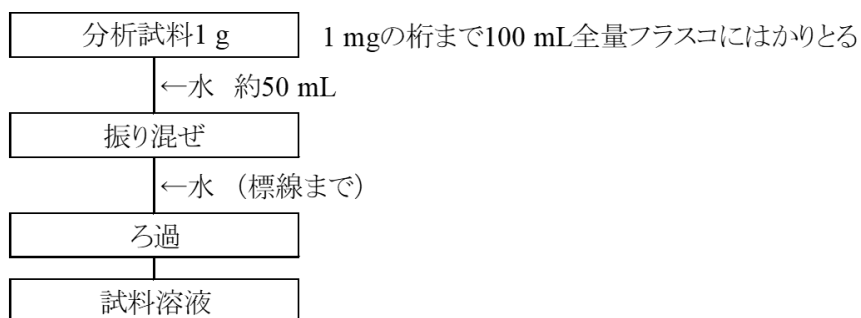 分析試料1 g 1 mgの桁まで100 mL全量フラスコにはかりとる
←水 約50 mL
振り混ぜ
←水 (標線まで)
ろ過
試料溶液